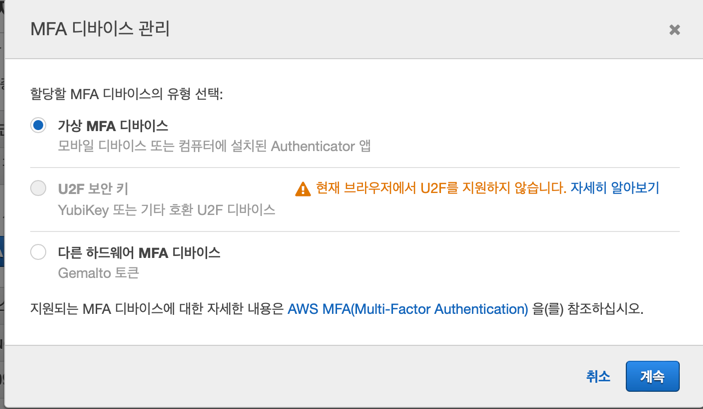 MFA 디바이스 관리
할당할 MFA 디바이스의 유형 선택:
가상 MFA 디바이스
모바일 디바이스 또는 컴퓨터에 설치된 Authenticator 앱
U2F 보안 키 현재 브라우저에서 U2F를 지원하지 않습니다. 자세히 알아보기
YubiKey 또는 기타 호환 U2F 디바이스
다른 하드웨어 MFA 디바이스
Gemalto 토큰
지원되는 MFA 디바이스에 대한 자세한 내용은 AWS MFA(Multi-Factor Authentication) 을(를) 참조하십시오.
취소 계속